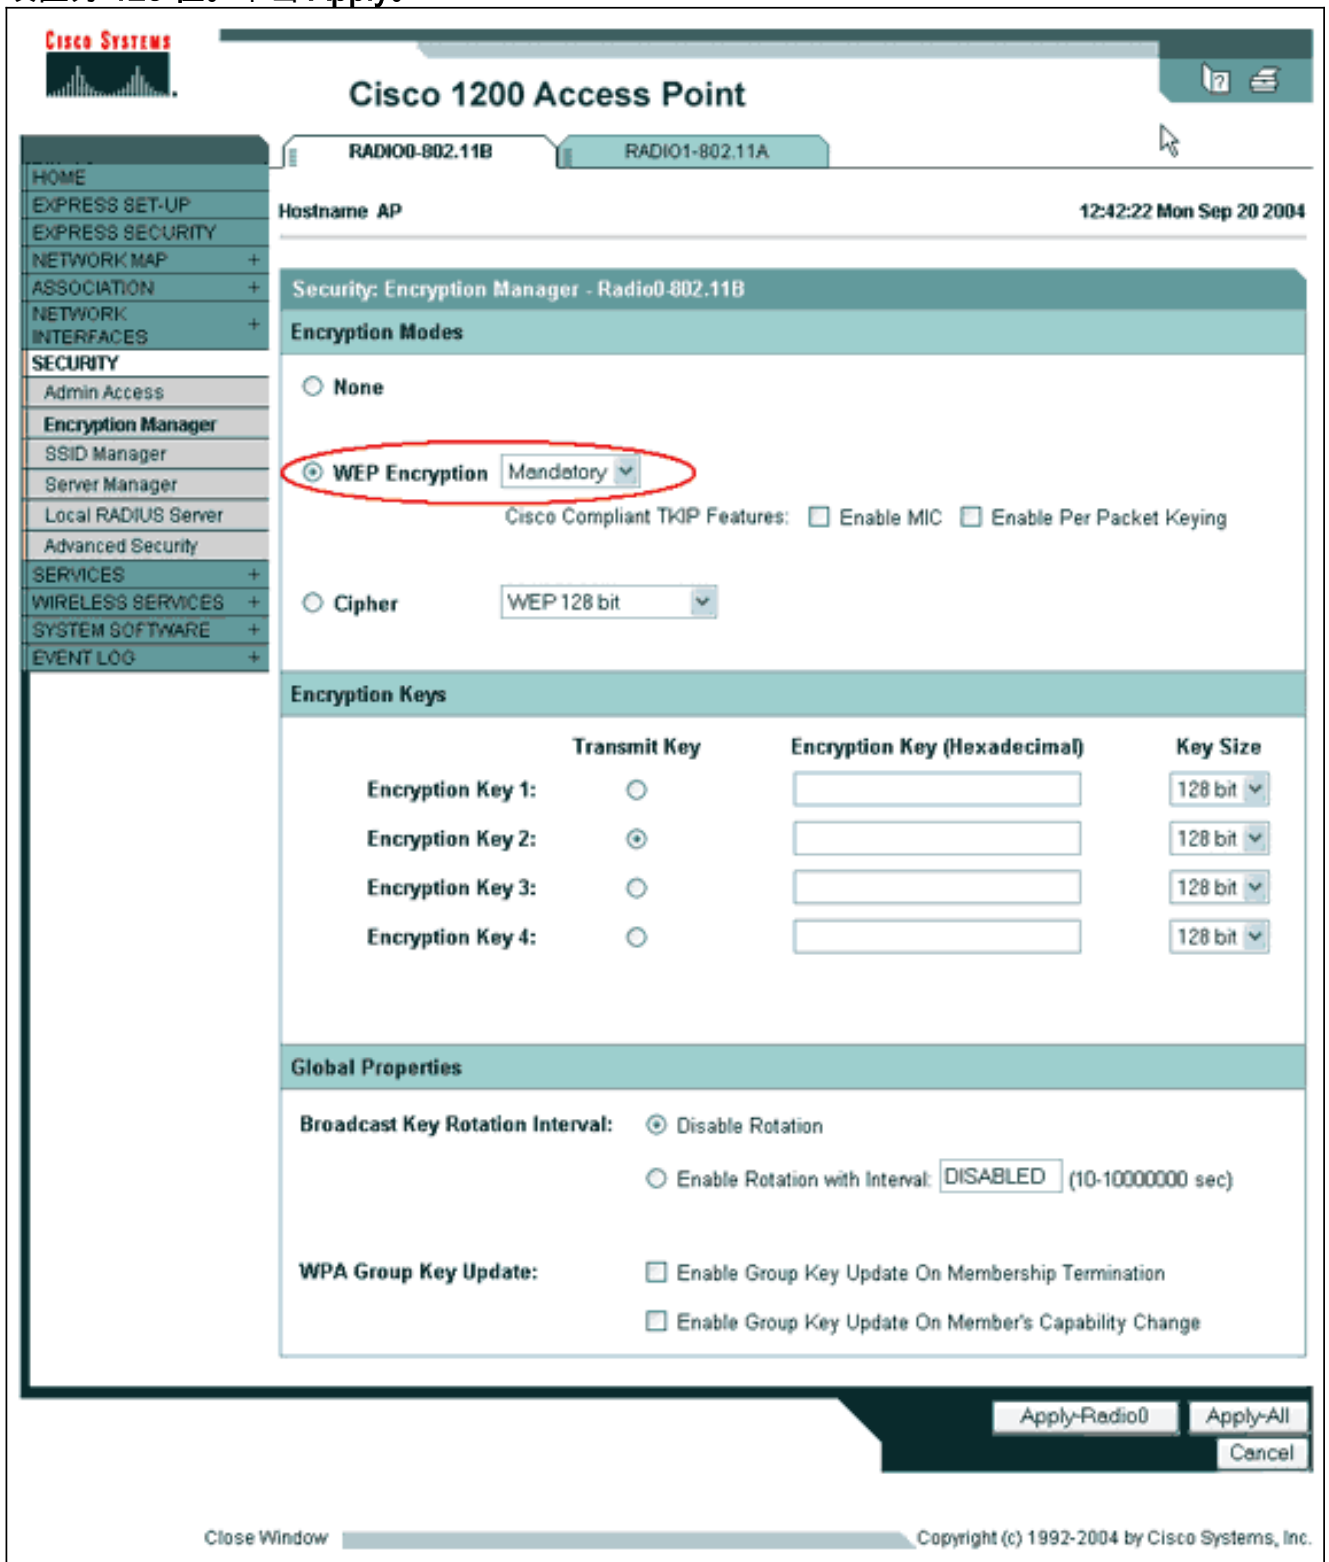 128 位。单击 Apply。
CISCO SYSTEMS
Cisco 1200 Access Point
RADIO0-802.11B
RADIO1-802.11A
HOME
EXPRESS SET-UP
EXPRESS SECURITY
NETWORK MAP +
ASSOCIATION +
NETWORK INTERFACES +
SECURITY
Admin Access
Encryption Manager
SSID Manager
Server Manager
Local RADIUS Server
Advanced Security
SERVICES +
WIRELESS SERVICES +
SYSTEM SOFTWARE +
EVENT LOG +
Hostname AP
12:42:22 Mon Sep 20 2004
Security: Encryption Manager - Radio0-802.11B
Encryption Modes
None
WEP Encryption Mandatory
Cisco Compliant TKIP Features: Enable MIC Enable Per Packet Keying
Cipher WEP 128 bit
Encryption Keys
Transmit Key Encryption Key (Hexadecimal) Key Size
Encryption Key 1: 128 bit
Encryption Key 2: 128 bit
Encryption Key 3: 128 bit
Encryption Key 4: 128 bit
Global Properties
Broadcast Key Rotation Interval: Disable Rotation
Enable Rotation with Interval: DISABLED (10-10000000 sec)
WPA Group Key Update: Enable Group Key Update On Membership Termination
Enable Group Key Update On Member's Capability Change
Apply-Radio0 Apply-All
Cancel
Close Window
Copyright (c) 1992-2004 by Cisco Systems, Inc.